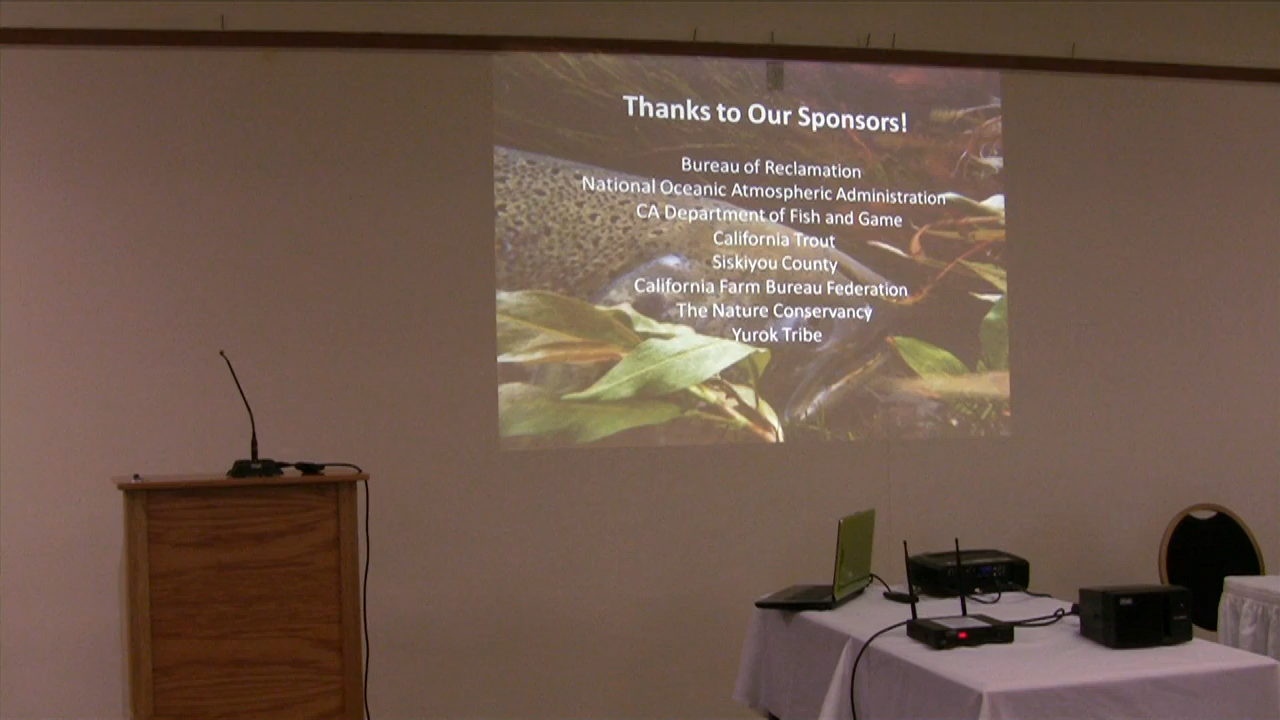 Thanks to Our Sponsors!
Bureau of Reclamation
National Oceanic Atmospheric Administration
CA Department of Fish and Game
California Trout
Siskiyou County
California Farm Bureau Federation
The Nature Conservancy
Yurok Tribe